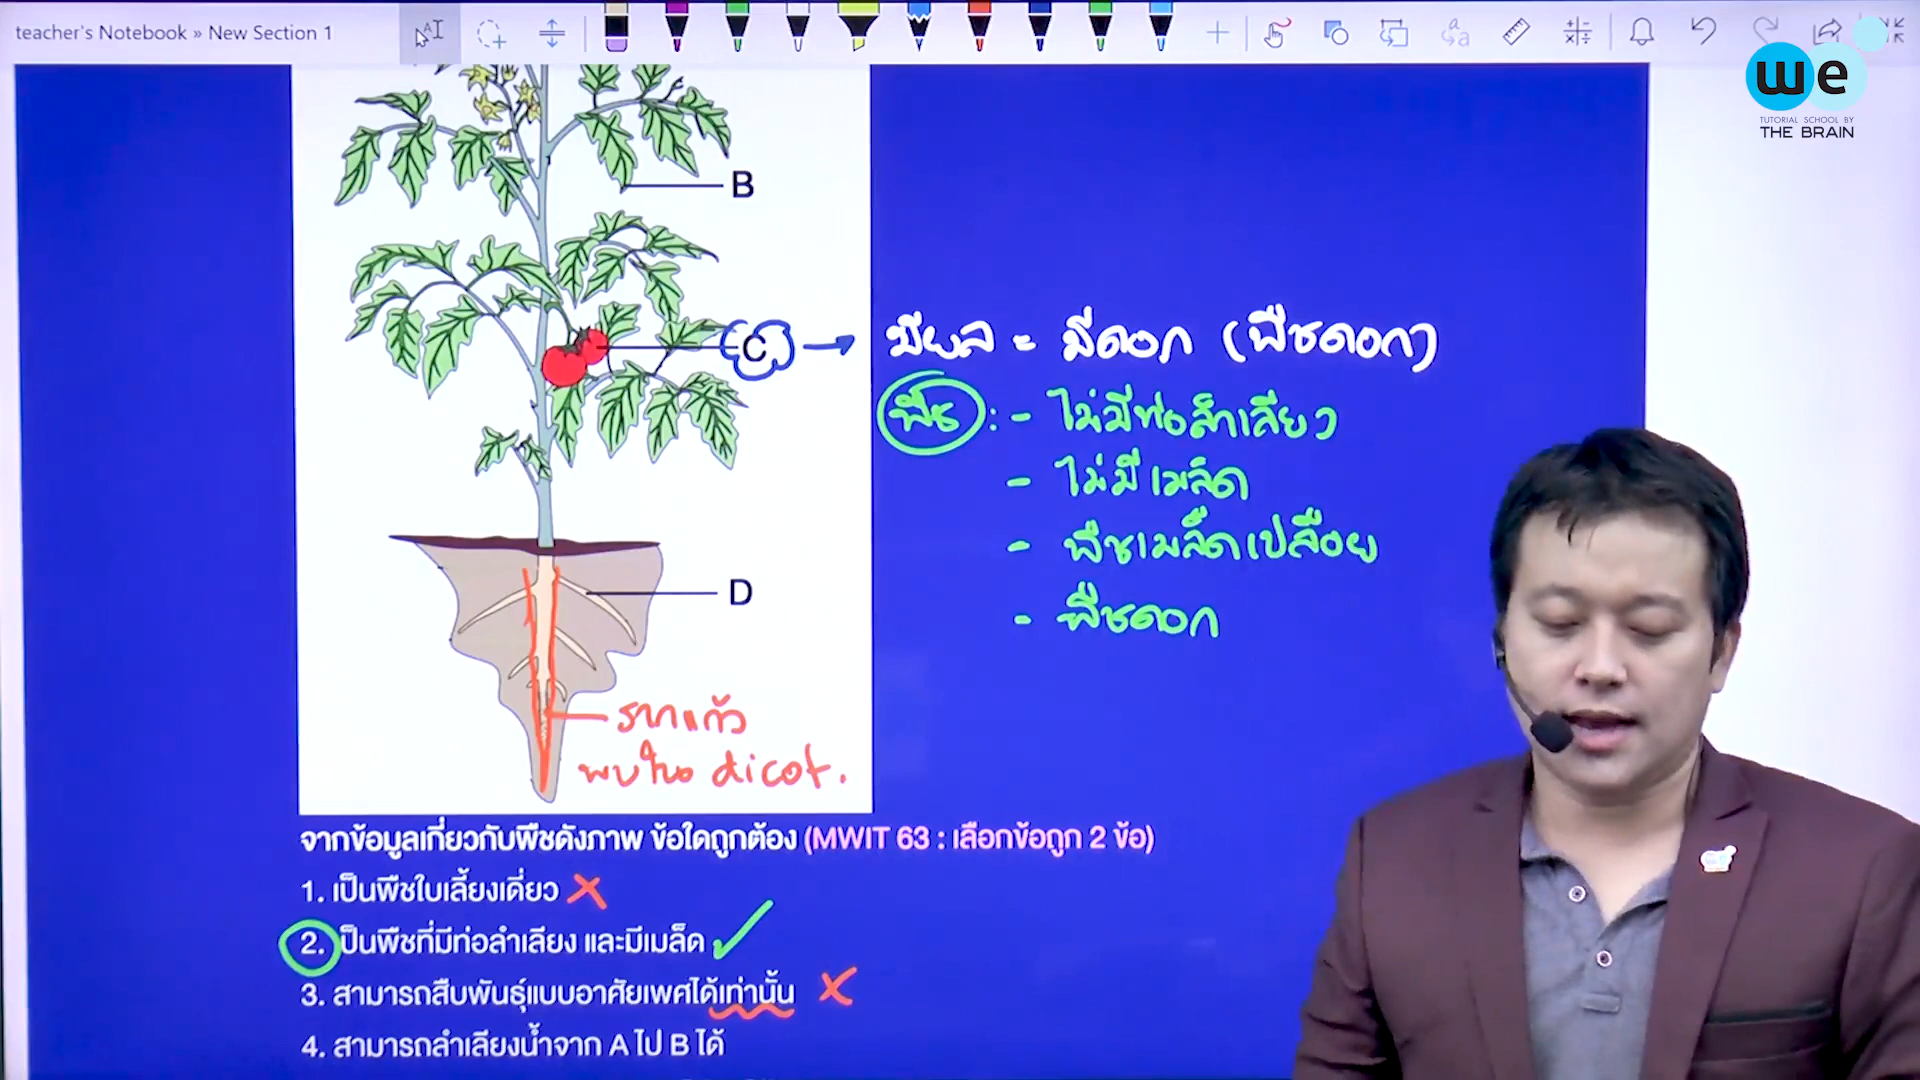 teacher's Notebook » New Section 1
we
TUTORIAL SCHOOL BY
THE BRAIN
B
C
มีผล = มีดอก (พืชดอก)
พืช : - ไม่มีท่อลำเลียง
- ไม่มีเมล็ด
- พืชเมล็ดเปลือย
- พืชดอก
D
รากแก้ว
พบใน dicot.
จากข้อมูลเกี่ยวกับพืชดังภาพ ข้อใดถูกต้อง (MWIT 63 : เลือกข้อถูก 2 ข้อ)
1. เป็นพืชใบเลี้ยงเดี่ยว
2. เป็นพืชที่มีท่อลำเลียง และมีเมล็ด
3. สามารถสืบพันธุ์แบบอาศัยเพศได้เท่านั้น
4. สามารถลำเลียงน้ำจาก A ไป B ได้